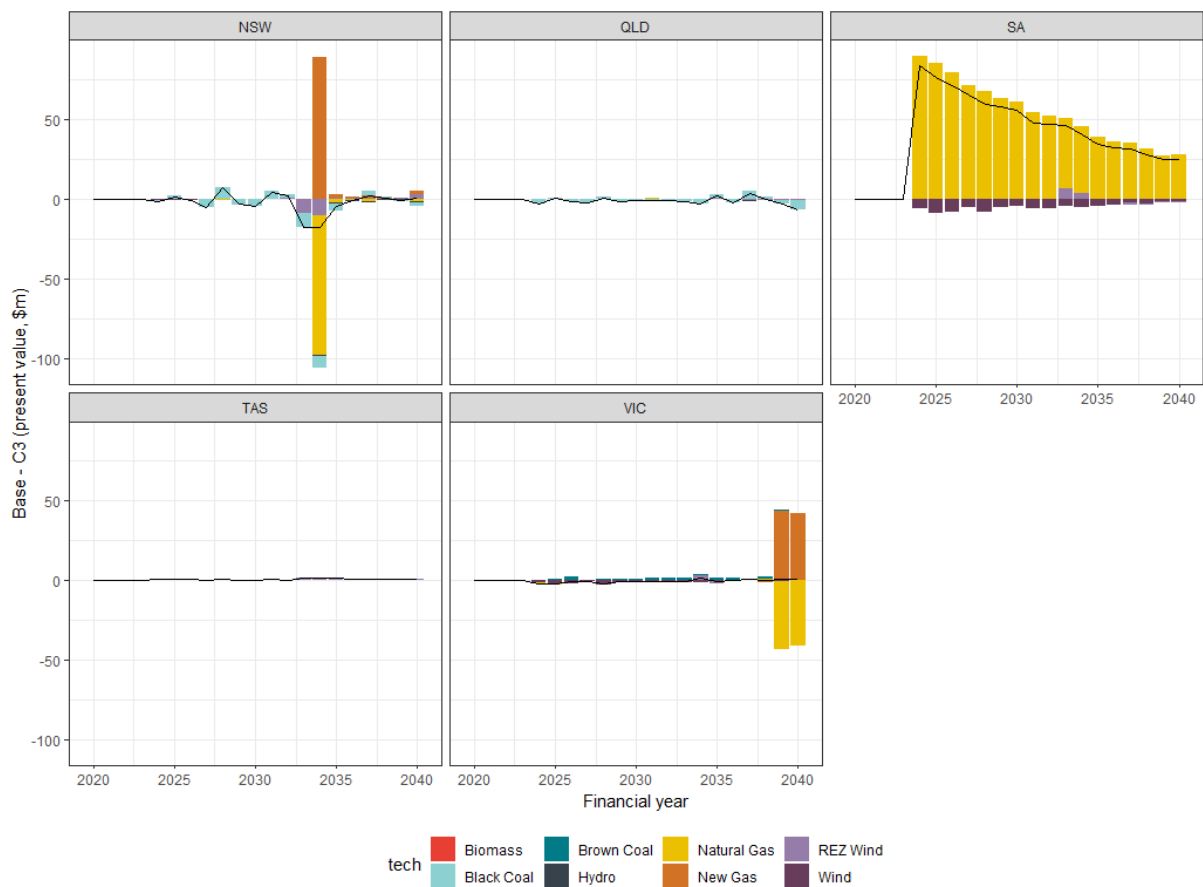 NSW
QLD
SA
50
0
-50
-100
2020 2025 2030 2035 2040
TAS
VIC
50
0
-50
-100
2020 2025 2030 2035 2040
2020 2025 2030 2035 2040
Base - C3 (present value, $m)
Financial year
tech
Biomass
Brown Coal
Natural Gas
REZ Wind
Black Coal
Hydro
New Gas
Wind